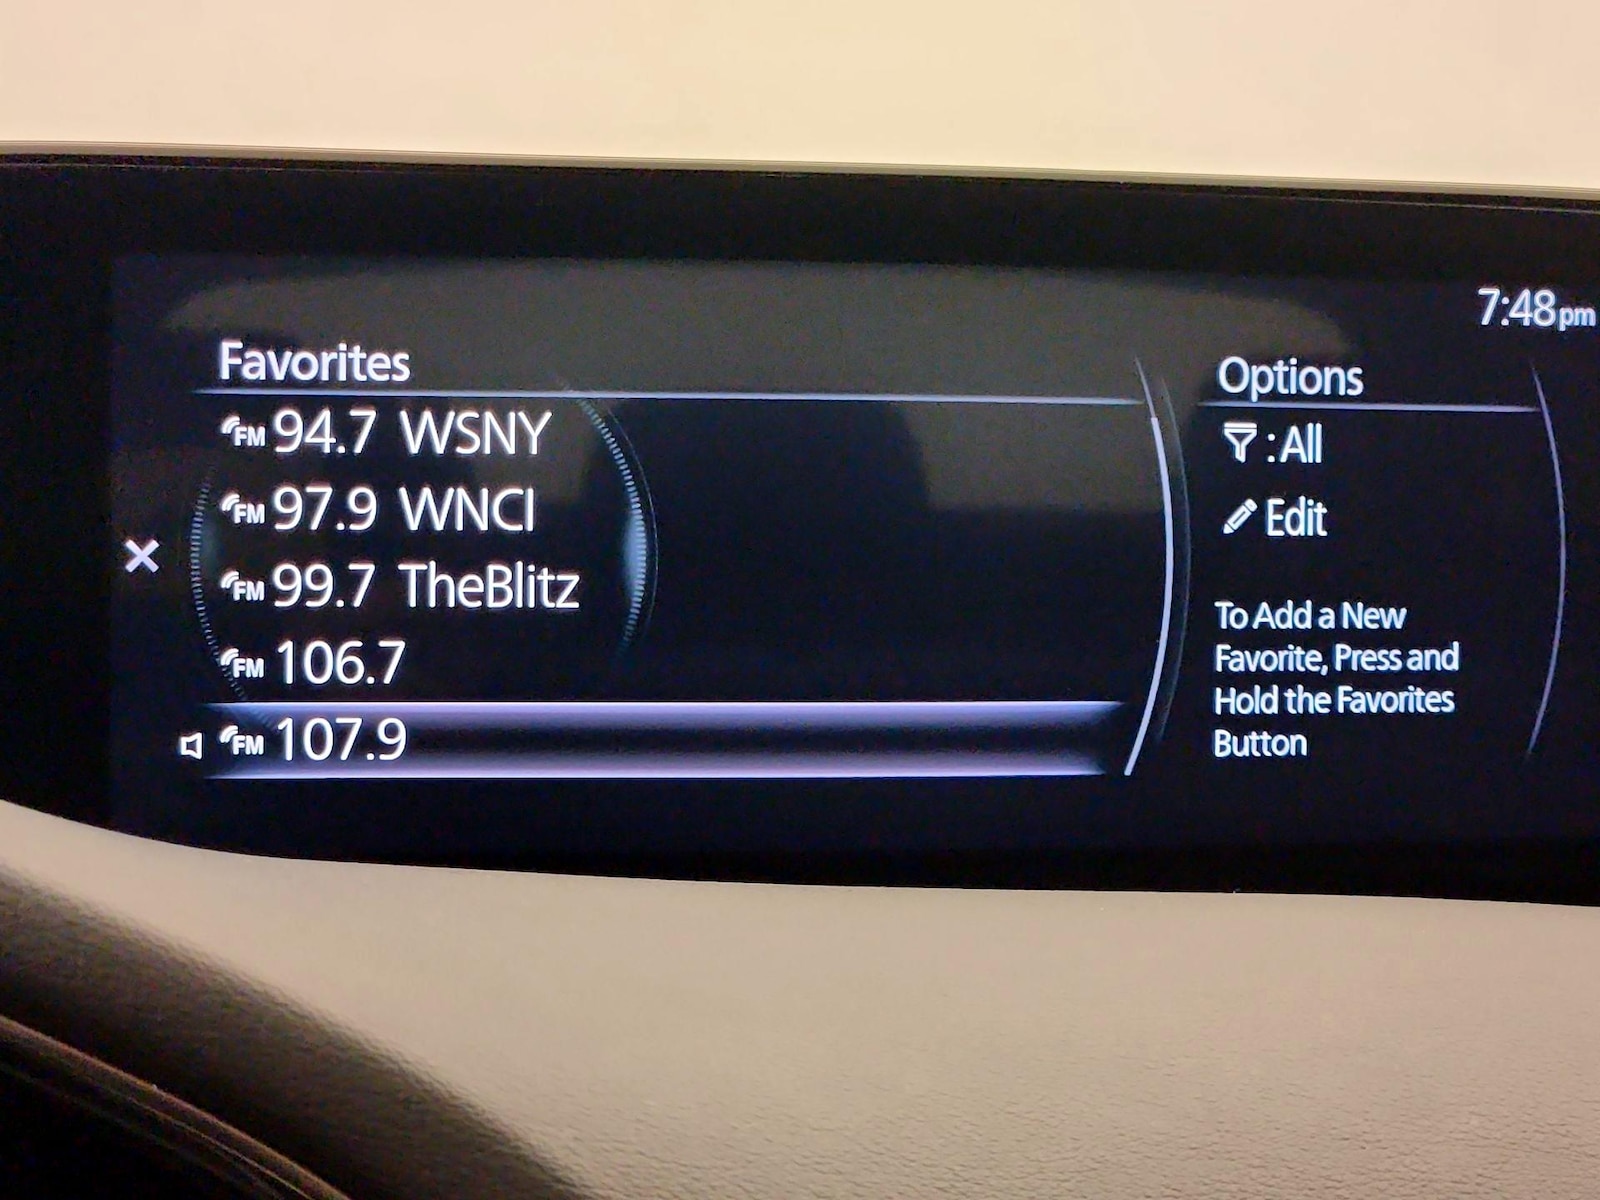 7:48pm
Favorites
FM 94.7 WSNY
FM 97.9 WNCI
FM 99.7 TheBlitz
FM 106.7
FM 107.9
Options
: All
Edit
To Add a New
Favorite, Press and
Hold the Favorites
Button